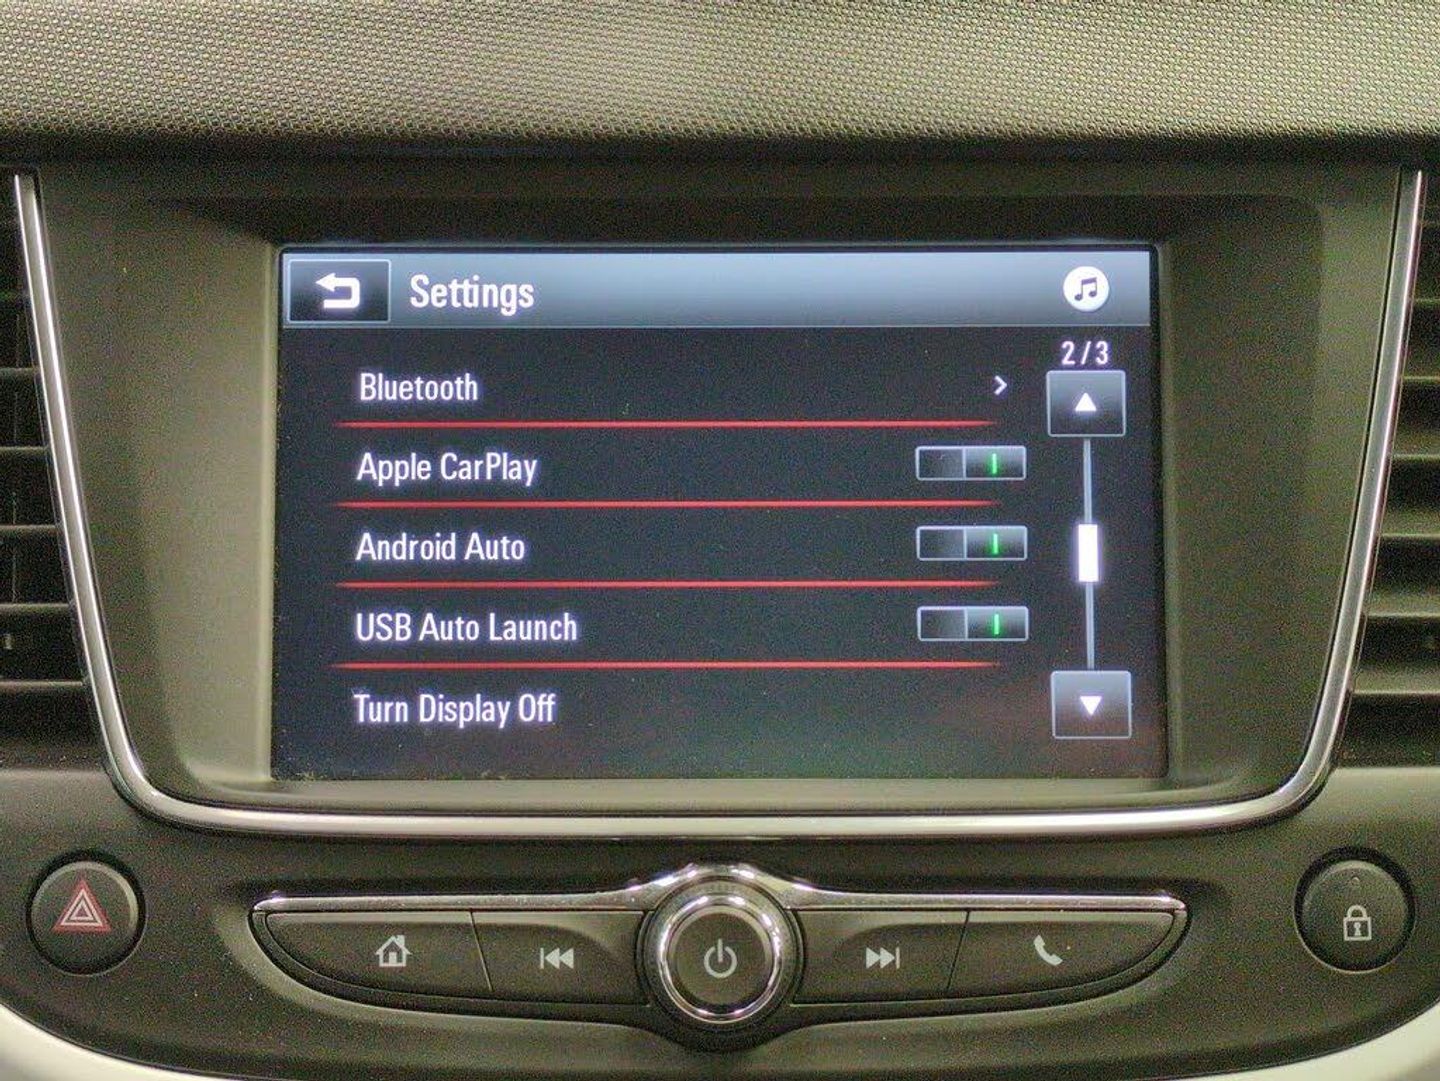 Settings
2/3
Bluetooth
Apple CarPlay
Android Auto
USB Auto Launch
Turn Display Off